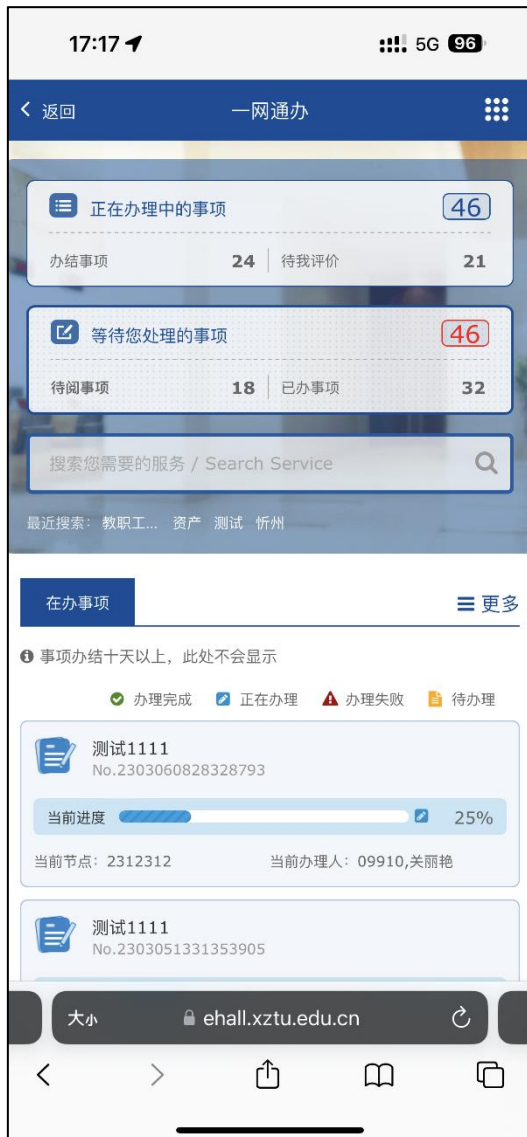 17:17 5G 96
返回 一网通办
正在办理中的事项 46
办结事项 24 待我评价 21
等待您处理的事项 46
待阅事项 18 已办事项 32
搜索您需要的服务 / Search Service
最近搜索: 教职工... 资产 测试 忻州
在办事项 更多
事项办结十天以上，此处不会显示
办理完成 正在办理 办理失败 待办理
测试1111
No.2303060828328793
当前进度 25%
当前节点: 2312312 当前办理人: 09910,关丽艳
测试1111
No.2303051331353905
大小 ehall.xztu.edu.cn